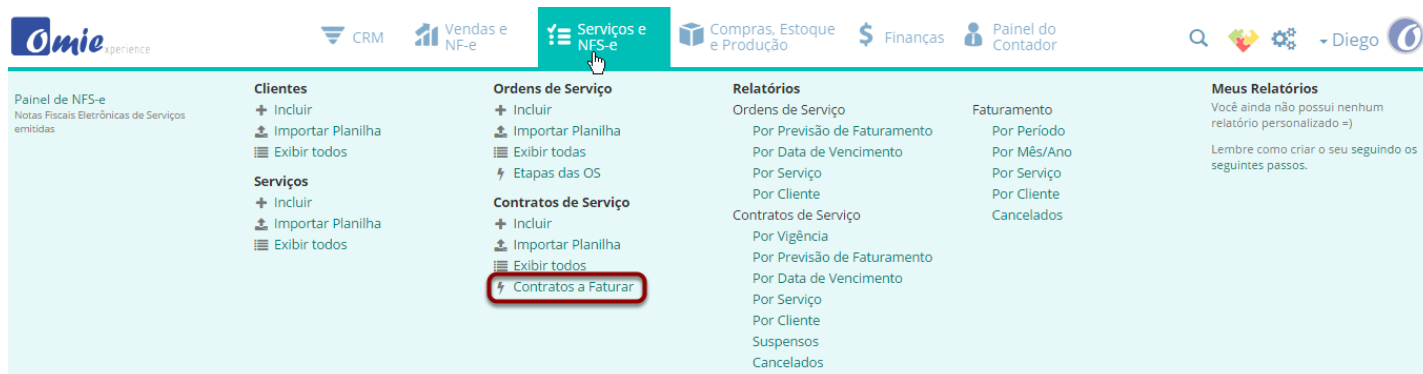 Omie xperience
CRM
Vendas e
NF-e
Serviços e
NFS-e
Compras, Estoque
e Produção
Finanças
Painel do
Contador
Diego
Painel de NFS-e
Notas Fiscais Eletrônicas de Serviços
emitidas
Clientes
Incluir
Importar Planilha
Exibir todos
Serviços
Incluir
Importar Planilha
Exibir todos
Ordens de Serviço
Incluir
Importar Planilha
Exibir todas
Etapas das OS
Contratos de Serviço
Incluir
Importar Planilha
Exibir todos
Contratos a Faturar
Relatórios
Ordens de Serviço
Por Previsão de Faturamento
Por Data de Vencimento
Por Serviço
Por Cliente
Contratos de Serviço
Por Vigência
Por Previsão de Faturamento
Por Data de Vencimento
Por Serviço
Por Cliente
Suspensos
Cancelados
Faturamento
Por Período
Por Mês/Ano
Por Serviço
Por Cliente
Cancelados
Meus Relatórios
Você ainda não possui nenhum
relatório personalizado =)
Lembre como criar o seu seguindo os
seguintes passos.